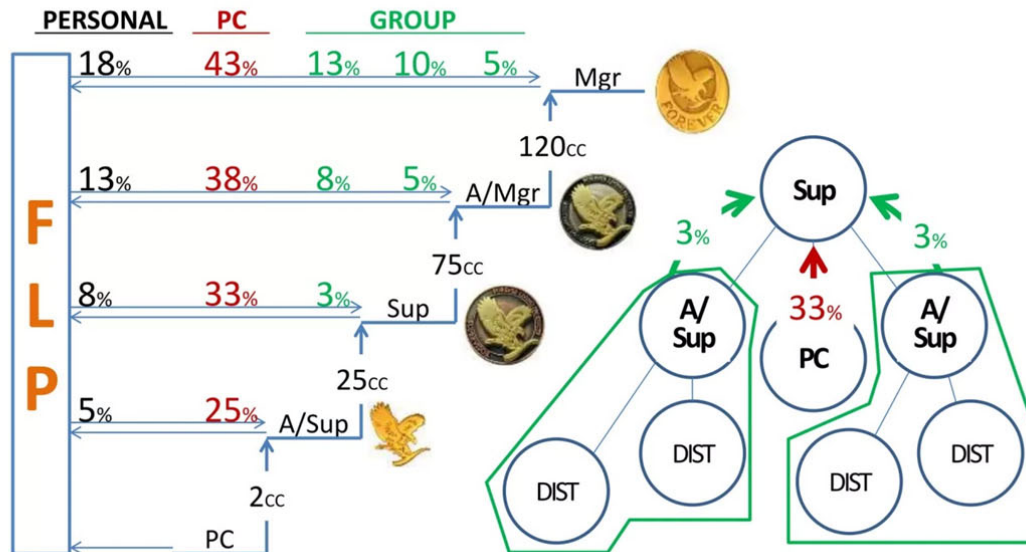 PERSONAL PC GROUP
18% 43% 13% 10% 5%
Mgr
FOREVER
120CC
13% 38% 8% 5%
A/Mgr
75CC
8% 33% 3%
Sup
25CC
5% 25%
A/Sup
2CC
PC
F
L
P
Sup
3%
3%
33%
A/
Sup
PC
A/
Sup
DIST
DIST
DIST
DIST